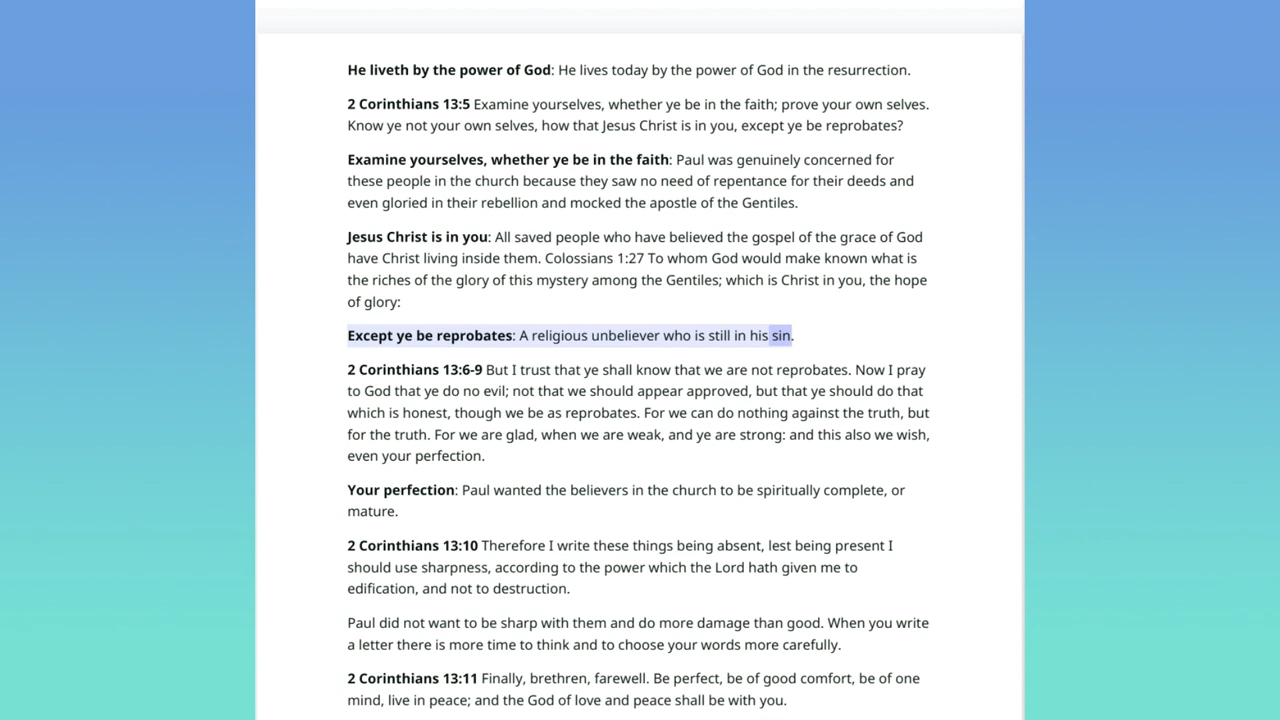 He liveth by the power of God: He lives today by the power of God in the resurrection.
2 Corinthians 13:5 Examine yourselves, whether ye be in the faith; prove your own selves.
Know ye not your own selves, how that Jesus Christ is in you, except ye be reprobates?
Examine yourselves, whether ye be in the faith: Paul was genuinely concerned for
these people in the church because they saw no need of repentance for their deeds and
even gloried in their rebellion and mocked the apostle of the Gentiles.
Jesus Christ is in you: All saved people who have believed the gospel of the grace of God
have Christ living inside them. Colossians 1:27 To whom God would make known what is
the riches of the glory of this mystery among the Gentiles; which is Christ in you, the hope
of glory:
Except ye be reprobates: A religious unbeliever who is still in his sin.
2 Corinthians 13:6-9 But I trust that ye shall know that we are not reprobates. Now I pray
to God that ye do no evil; not that we should appear approved, but that ye should do that
which is honest, though we be as reprobates. For we can do nothing against the truth, but
for the truth. For we are glad, when we are weak, and ye are strong: and this also we wish,
even your perfection.
Your perfection: Paul wanted the believers in the church to be spiritually complete, or
mature.
2 Corinthians 13:10 Therefore I write these things being absent, lest being present I
should use sharpness, according to the power which the Lord hath given me to
edification, and not to destruction.
Paul did not want to be sharp with them and do more damage than good. When you write
a letter there is more time to think and to choose your words more carefully.
2 Corinthians 13:11 Finally, brethren, farewell. Be perfect, be of good comfort, be of one
mind, live in peace; and the God of love and peace shall be with you.